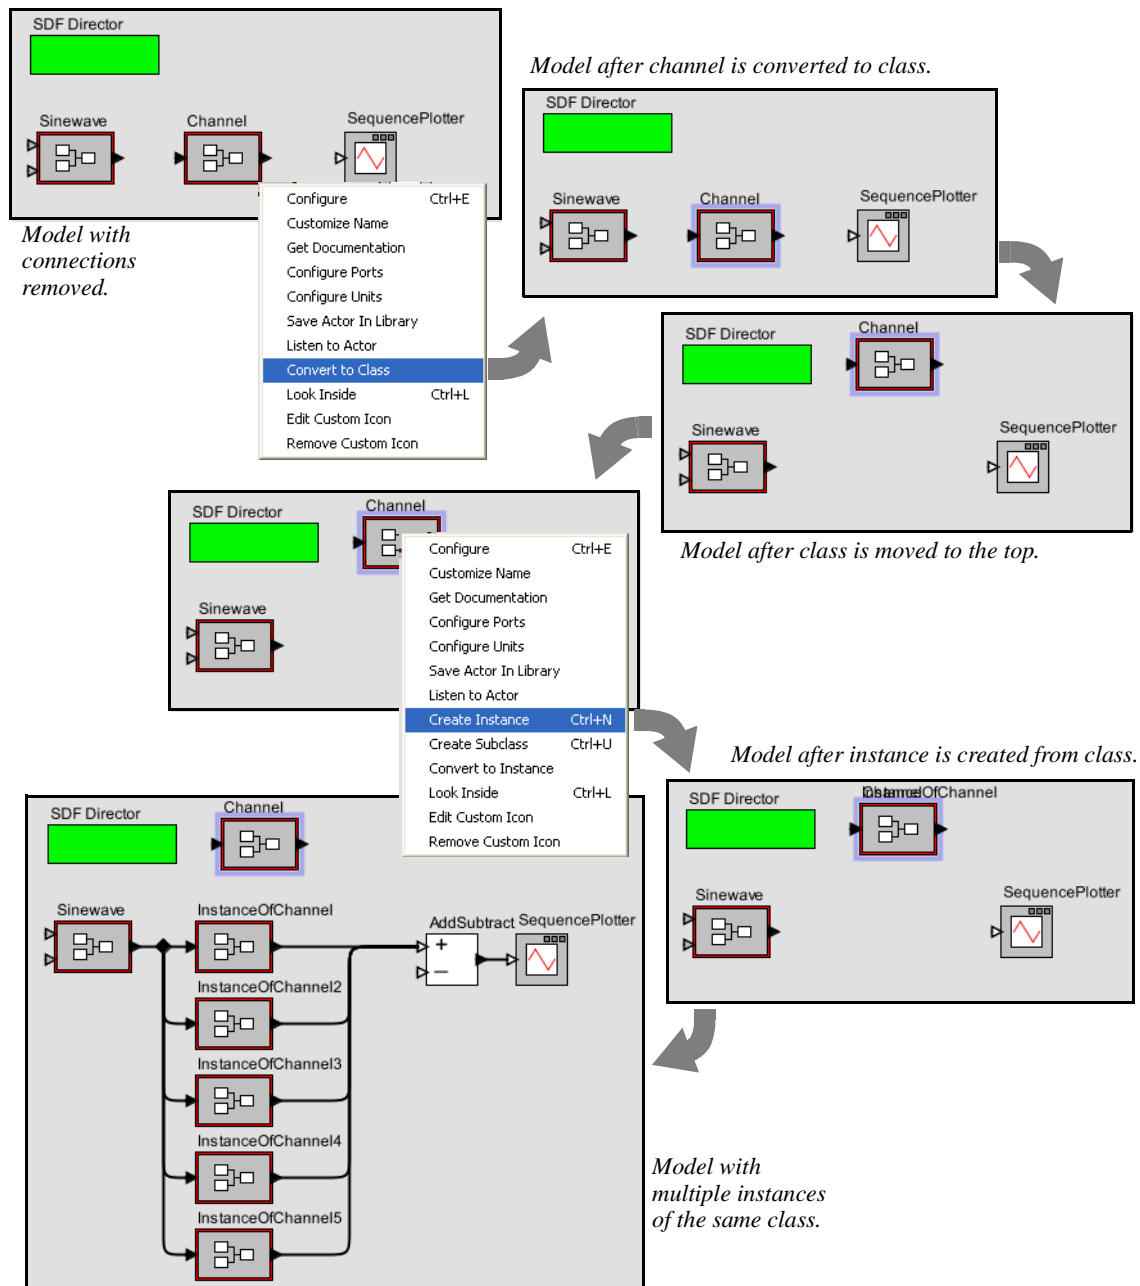 SDF Director
Sinewave
Channel
SequencePlotter
Model with
connections
removed.
Configure Ctrl+E
Customize Name
Get Documentation
Configure Ports
Configure Units
Save Actor In Library
Listen to Actor
Convert to Class
Look Inside Ctrl+L
Edit Custom Icon
Remove Custom Icon
Model after channel is converted to class.
SDF Director
Sinewave
Channel
SequencePlotter
SDF Director
Channel
Sinewave
SequencePlotter
Model after class is moved to the top.
SDF Director
Channel
Sinewave
Configure Ctrl+E
Customize Name
Get Documentation
Configure Ports
Configure Units
Save Actor In Library
Listen to Actor
Create Instance Ctrl+N
Create Subclass Ctrl+U
Convert to Instance
Look Inside Ctrl+L
Edit Custom Icon
Remove Custom Icon
Model after instance is created from class.
SDF Director
InstanceOfChannel
Sinewave
SequencePlotter
SDF Director
Channel
Sinewave
InstanceOfChannel
AddSubtract
SequencePlotter
+
−
InstanceOfChannel2
InstanceOfChannel3
InstanceOfChannel4
InstanceOfChannel5
Model with
multiple instances
of the same class.